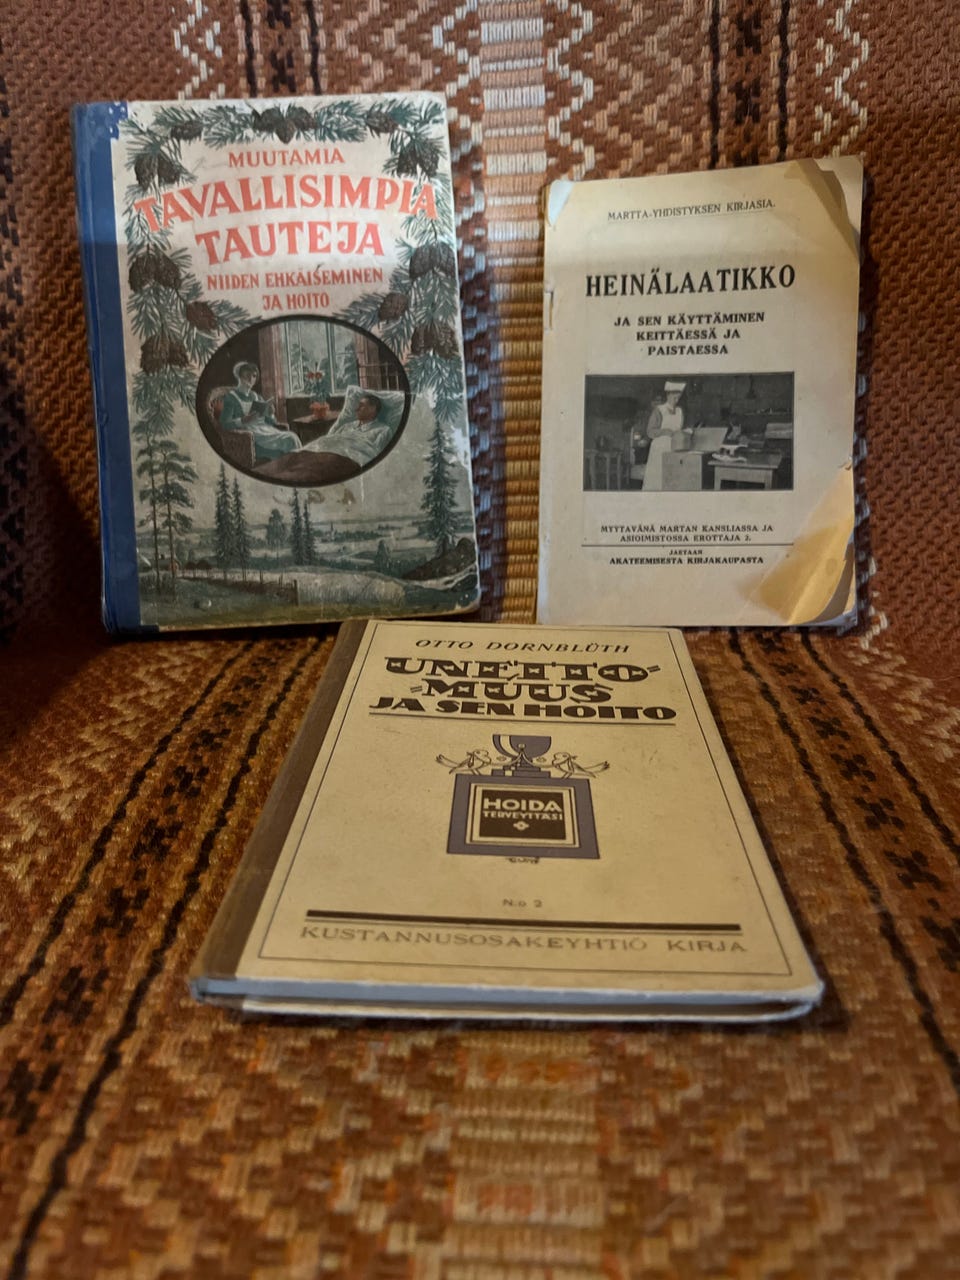 MUUTAMIA
TAVALLISIMPIA
TAUTEJA
NIIDEN EHKÄISEMINEN
JA HOITO
MARTTA-YHDISTYKSEN KIRJASIA.
HEINÄLAATIKKO
JA SEN KÄYTTÄMINEN
KEITTÄESSÄ JA
PAISTAESSA
MYYTAVÄNÄ MARTAN KANSLIASSA JA
ASIOIMISTOSSA EROTTAJA 2.
JAETAAN
AKATEEMISESTA KIRJAKAUPASTA
OTTO DORNBLÜTH
UNETTO-
-MUUS
JA SEN HOITO
HOIDA
TERVEYTTÄSI
N:o 2
KUSTANNUSOSAKEYHTIÖ KIRJA